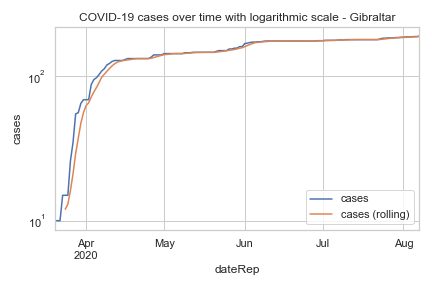 COVID-19 cases over time with logarithmic scale - Gibraltar
cases
10²
10¹
cases
cases (rolling)
Apr
2020
May
Jun
Jul
Aug
dateRep